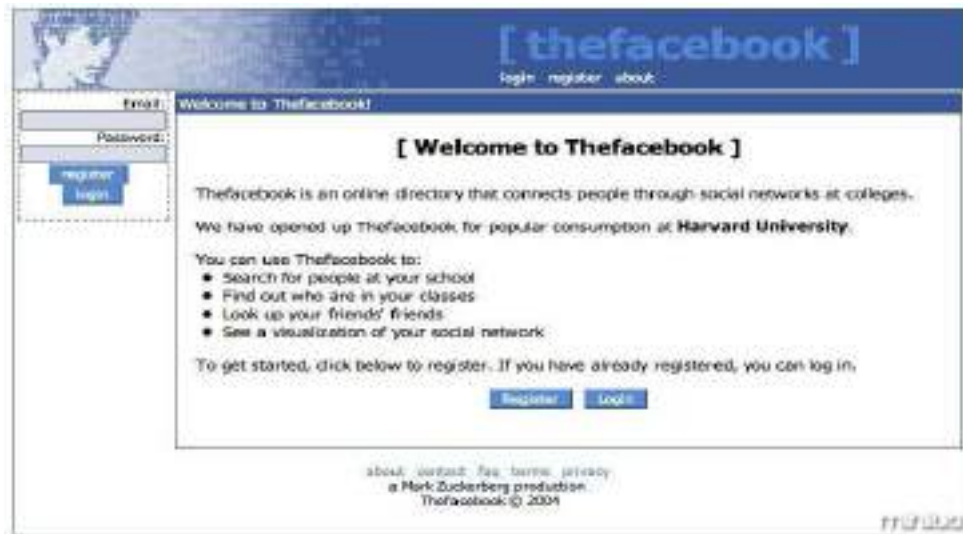 [ thefacebook ]
login register about
Email:
Password:
register
login
Welcome to Thefacebook!
[ Welcome to Thefacebook ]
Thefacebook is an online directory that connects people through social networks at colleges.
We have opened up Thefacebook for popular consumption at Harvard University.
You can use Thefacebook to:
• Search for people at your school
• Find out who are in your classes
• Look up your friends' friends
• See a visualization of your social network
To get started, click below to register. If you have already registered, you can log in.
Register Login
about contact faq terms privacy
a Mark Zuckerberg production
Thefacebook © 2004